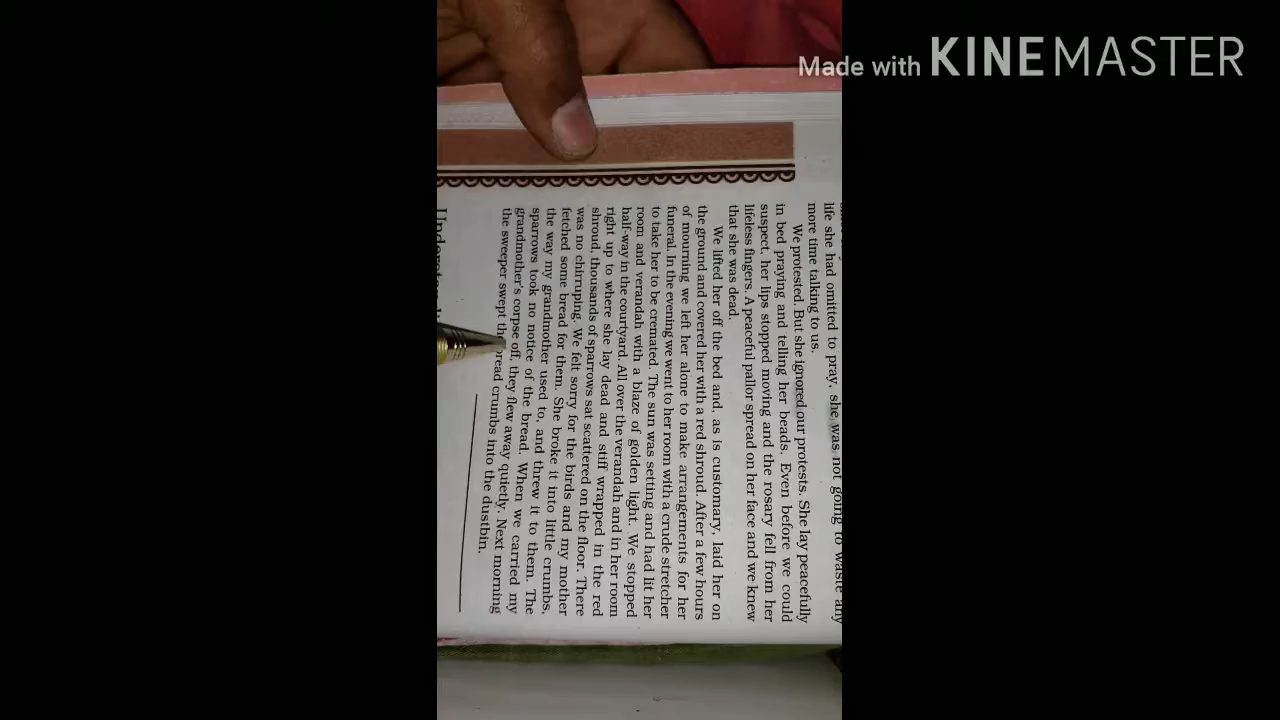 Made with KINEMASTER
life she had omitted to pray, she was not going to waste any
more time talking to us.
We protested. But she ignored our protests. She lay peacefully
in bed praying and telling her beads. Even before we could
suspect, her lips stopped moving and the rosary fell from her
lifeless fingers. A peaceful pallor spread on her face and we knew
that she was dead.
We lifted her off the bed and, as is customary, laid her on
the ground and covered her with a red shroud. After a few hours
of mourning we left her alone to make arrangements for her
funeral. In the evening we went to her room with a crude stretcher
to take her to be cremated. The sun was setting and had lit her
room and verandah with a blaze of golden light. We stopped
half-way in the courtyard. All over the verandah and in her room
right up to where she lay dead and stiff wrapped in the red
shroud, thousands of sparrows sat scattered on the floor. There
was no chirruping. We felt sorry for the birds and my mother
fetched some bread for them. She broke it into little crumbs,
the way my grandmother used to, and threw it to them. The
sparrows took no notice of the bread. When we carried my
grandmother's corpse off, they flew away quietly. Next morning
the sweeper swept the bread crumbs into the dustbin.